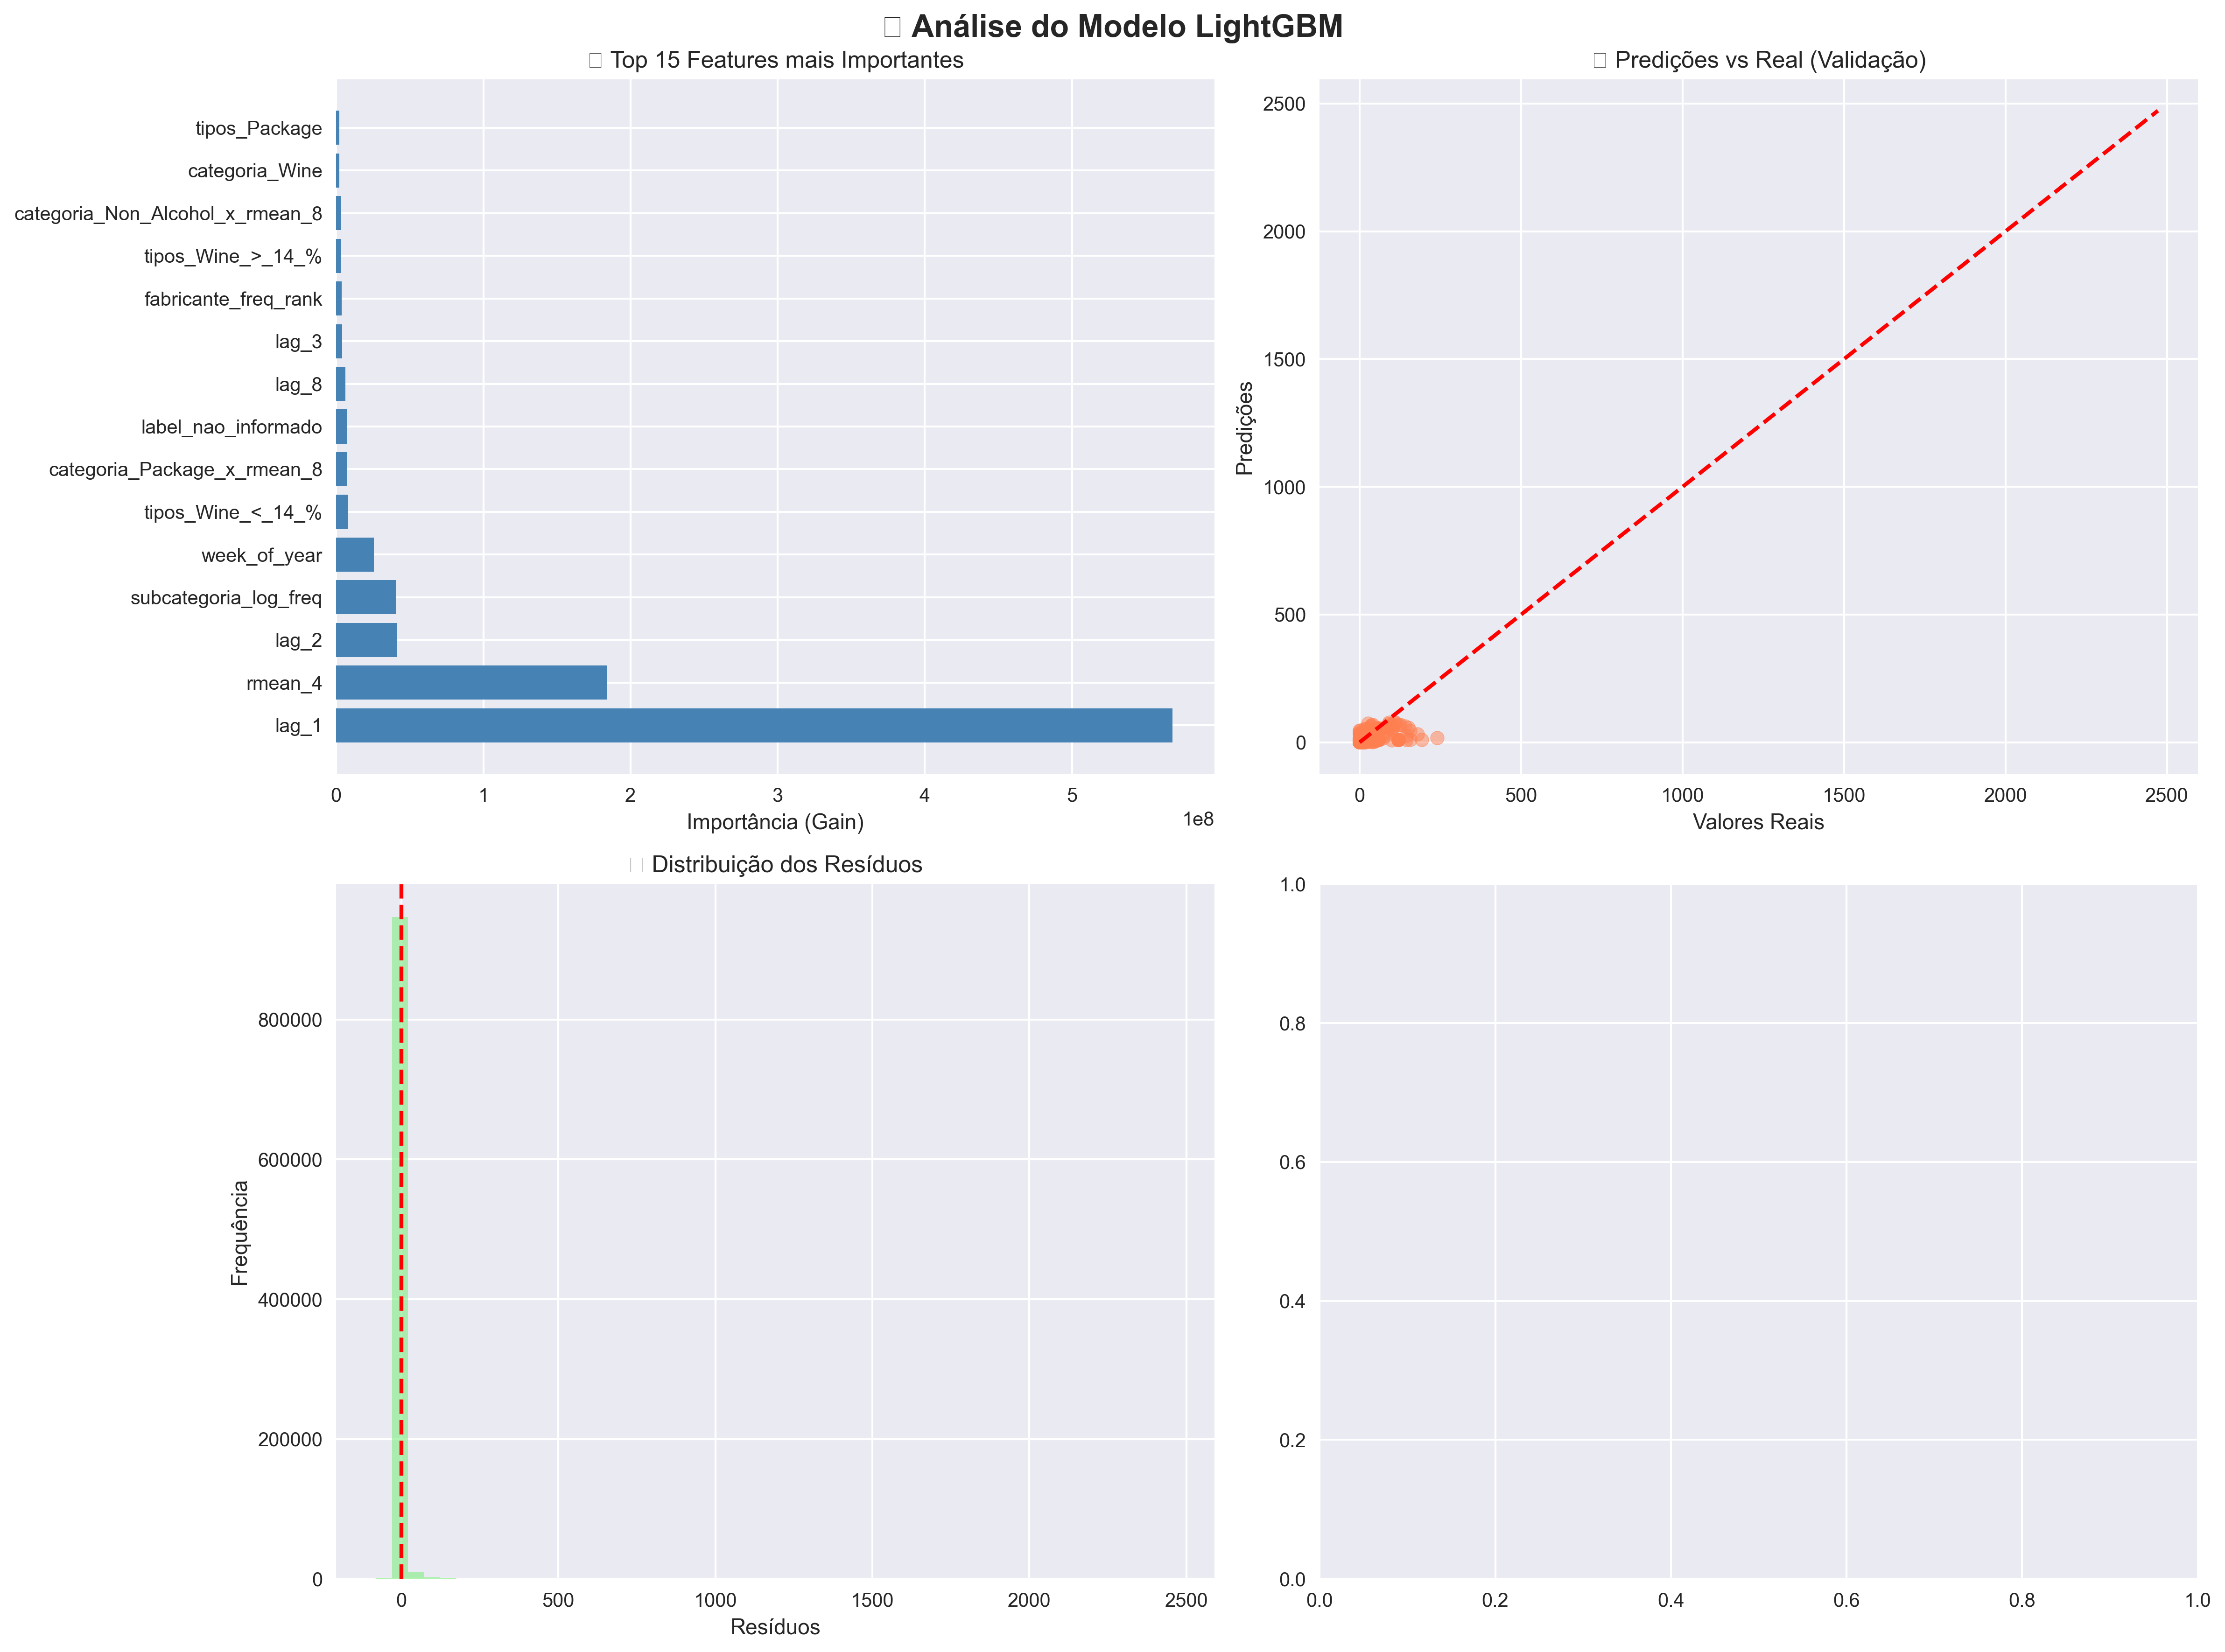 Análise do Modelo LightGBM
Top 15 Features mais Importantes
tipos_Package
categoria_Wine
categoria_Non_Alcohol_x_rmean_8
tipos_Wine_>_14_%
fabricante_freq_rank
lag_3
lag_8
label_nao_informado
categoria_Package_x_rmean_8
tipos_Wine_<_14_%
week_of_year
subcategoria_log_freq
lag_2
rmean_4
lag_1
0 1 2 3 4 5
1e8
Importância (Gain)
Predições vs Real (Validação)
2500
2000
1500
1000
500
0
Predições
0 500 1000 1500 2000 2500
Valores Reais
Distribuição dos Resíduos
800000
600000
400000
200000
0
Frequência
0 500 1000 1500 2000 2500
Resíduos
1.0
0.8
0.6
0.4
0.2
0.0
0.0 0.2 0.4 0.6 0.8 1.0